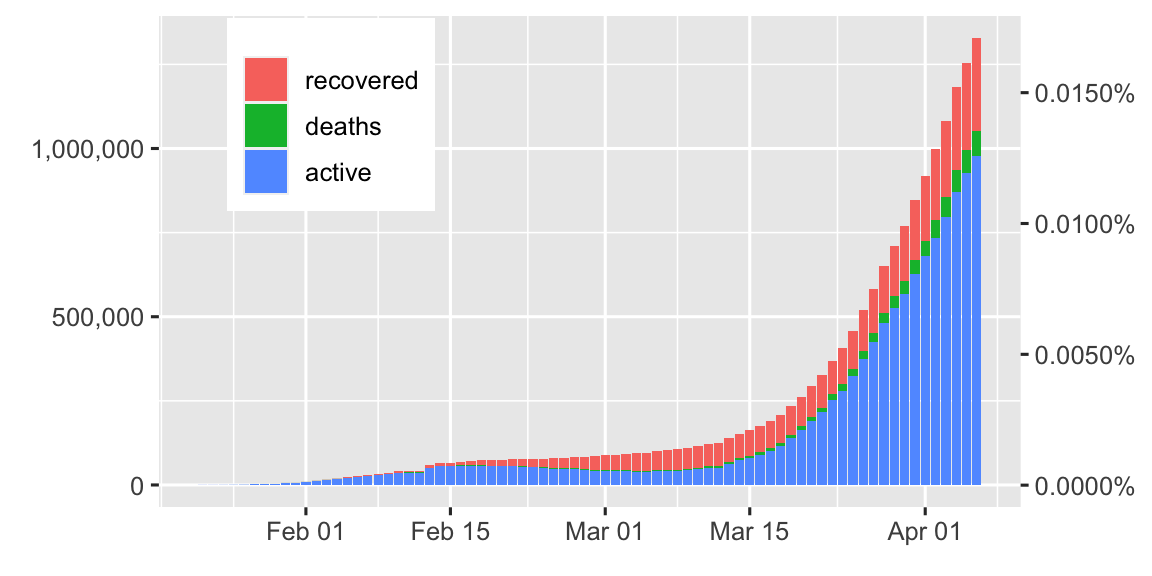 recovered
deaths
active
1,000,000
500,000
0
0.0150%
0.0100%
0.0050%
0.0000%
Feb 01
Feb 15
Mar 01
Mar 15
Apr 01